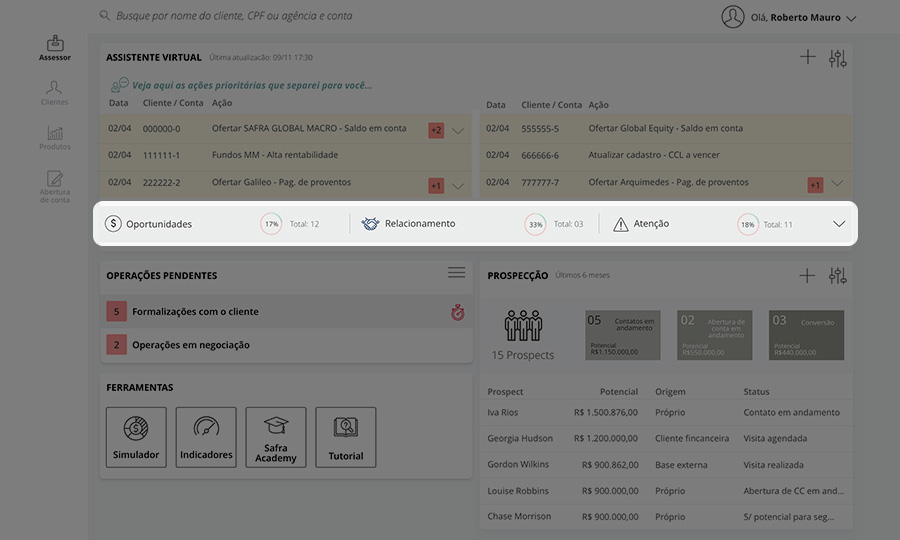 Busque por nome do cliente, CPF ou agência e conta
Olá, Roberto Mauro
Assessor
Clientes
Produtos
Abertura
de conta
ASSISTENTE VIRTUAL Última atualizacão: 09/11 17:30
Veja aqui as ações prioritárias que separei para você...
Data Cliente / Conta Ação
02/04 000000-0 Ofertar SAFRA GLOBAL MACRO - Saldo em conta +2
02/04 111111-1 Fundos MM - Alta rentabilidade
02/04 222222-2 Ofertar Galileo - Pag. de proventos +1
Data Cliente / Conta Ação
02/04 555555-5 Ofertar Global Equity - Saldo em conta
02/04 666666-6 Atualizar cadastro - CCL a vencer
02/04 777777-7 Ofertar Arquimedes - Pag. de proventos +1
Oportunidades 17% Total: 12
Relacionamento 33% Total: 03
Atenção 18% Total: 11
OPERAÇÕES PENDENTES
5 Formalizações com o cliente
2 Operações em negociação
FERRAMENTAS
Simulador
Indicadores
Safra
Academy
Tutorial
PROSPECÇÃO Últimos 6 meses
15 Prospects
05 Contatos em
andamento
Potencial
R$1.150.000,00
02 Abertura de
conta em
andamento
Potencial
R$550.000,00
03 Conversão
Potencial
R$440.000,00
Prospect Potencial Origem Status
Iva Rios R$ 1.500.876,00 Próprio Contato em andamento
Georgia Hudson R$ 1.200.000,00 Cliente fincanceira Visita agendada
Gordon Wilkins R$ 900.862,00 Base externa Visita realizada
Louise Robbins R$ 900.000,00 Próprio Abertura de CC em and...
Chase Morrison R$ 900.000,00 Próprio S/ potencial para seg...